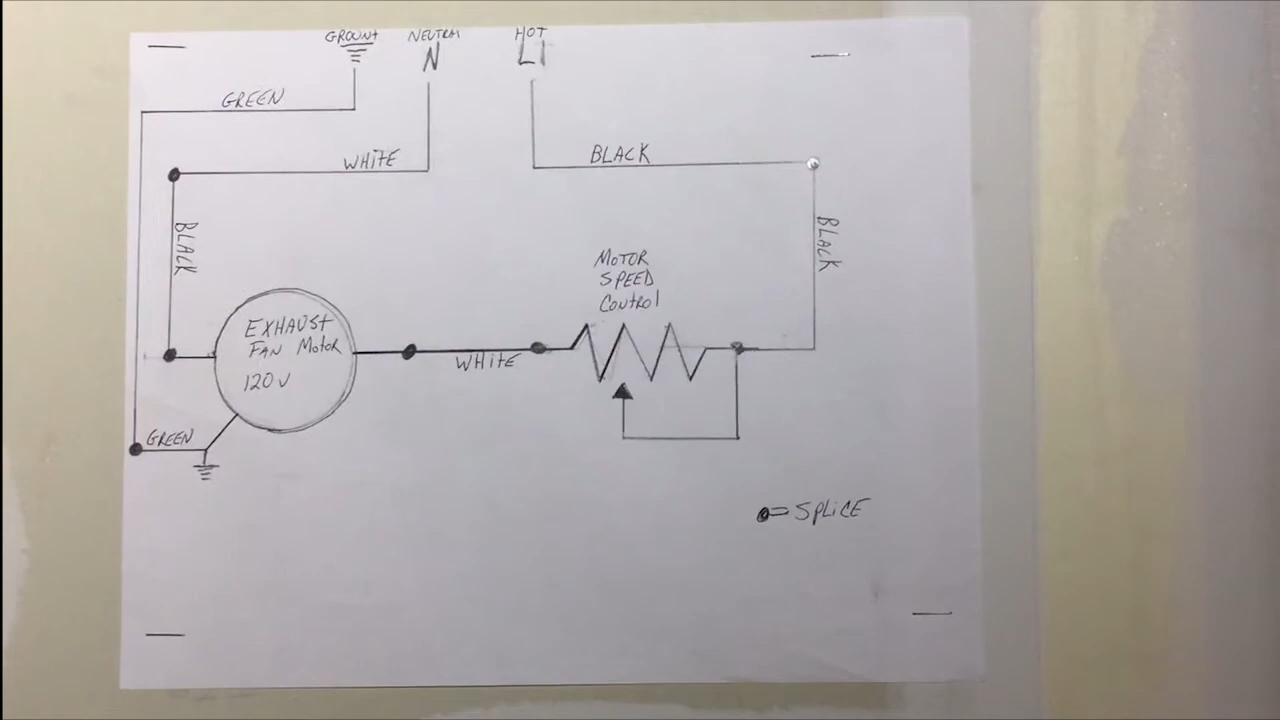 GROUND
NEUTRAL
HOT
N
L1
GREEN
WHITE
BLACK
BLACK
BLACK
MOTOR
SPEED
CONTROL
EXHAUST
FAN MOTOR
120V
WHITE
GREEN
= SPLICE